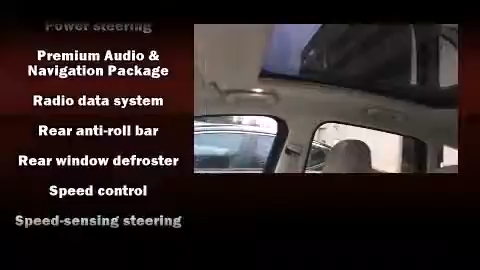 Power steering
Premium Audio &
Navigation Package
Radio data system
Rear anti-roll bar
Rear window defroster
Speed control
Speed-sensing steering